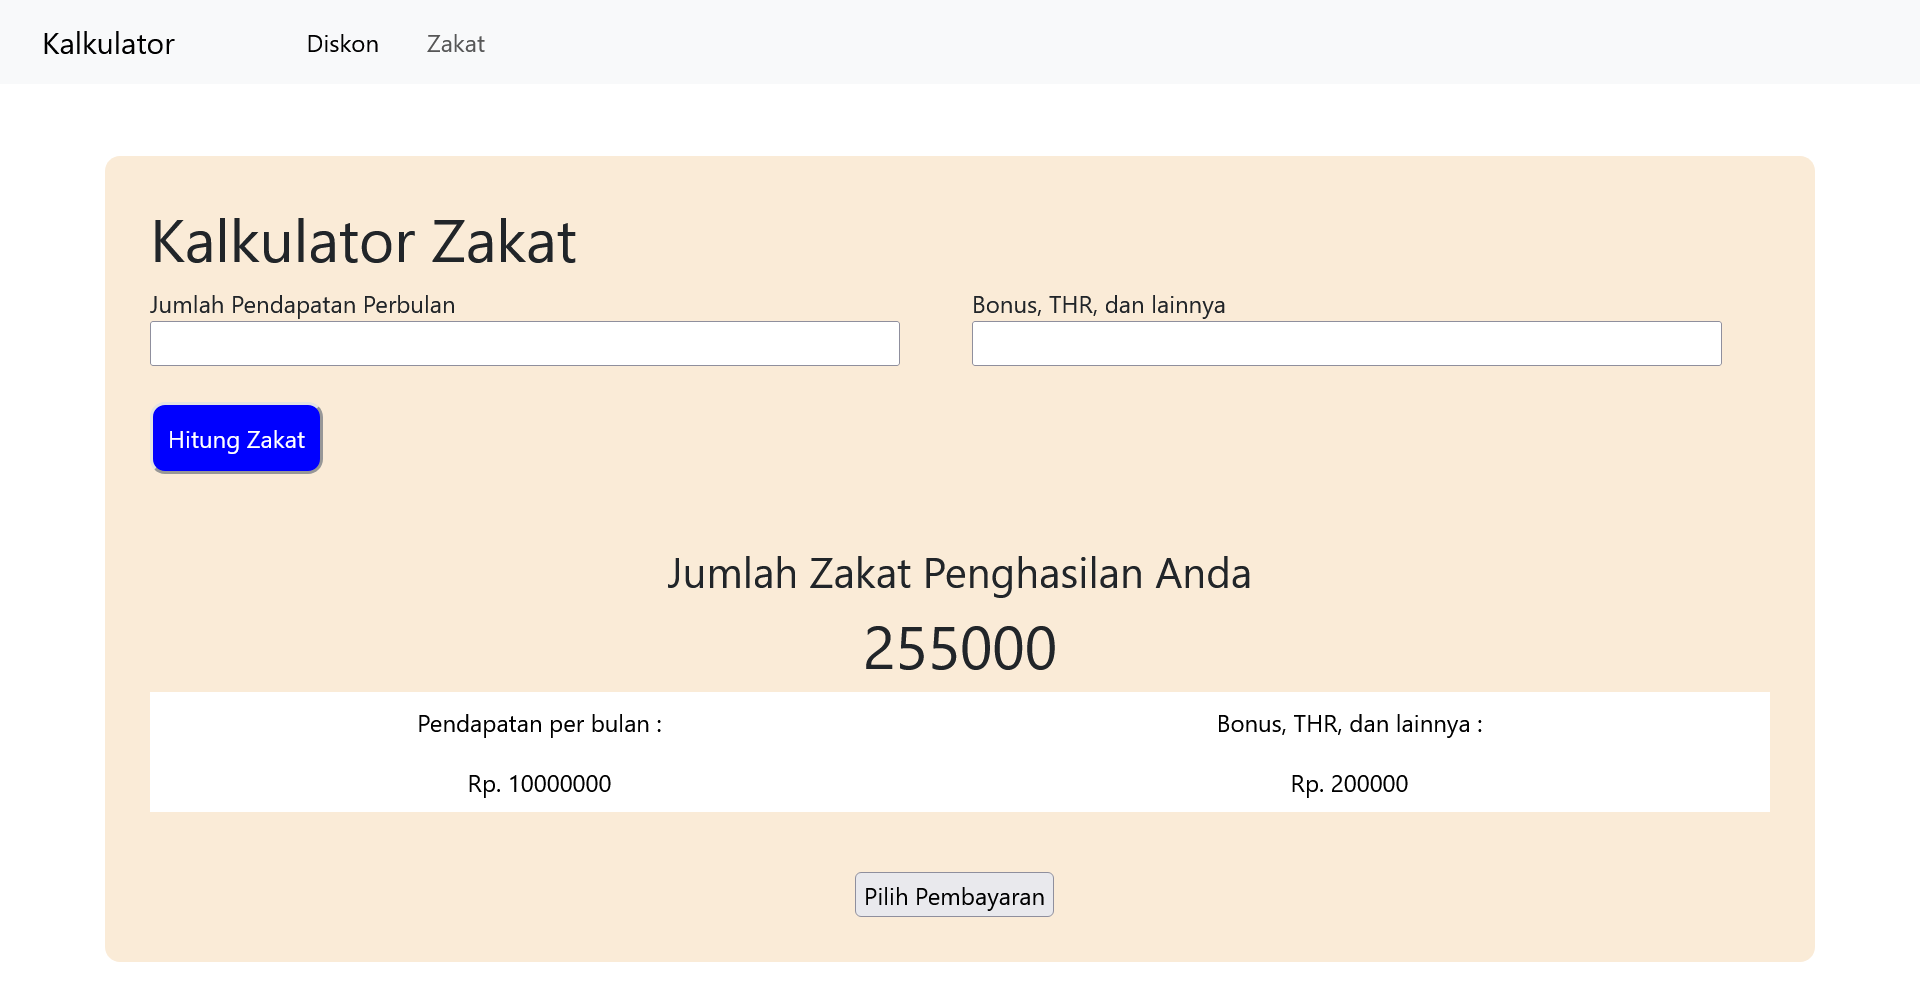 Kalkulator Diskon Zakat
Kalkulator Zakat
Jumlah Pendapatan Perbulan
Bonus, THR, dan lainnya
Hitung Zakat
Jumlah Zakat Penghasilan Anda
255000
Pendapatan per bulan :
Rp. 10000000
Bonus, THR, dan lainnya :
Rp. 200000
Pilih Pembayaran